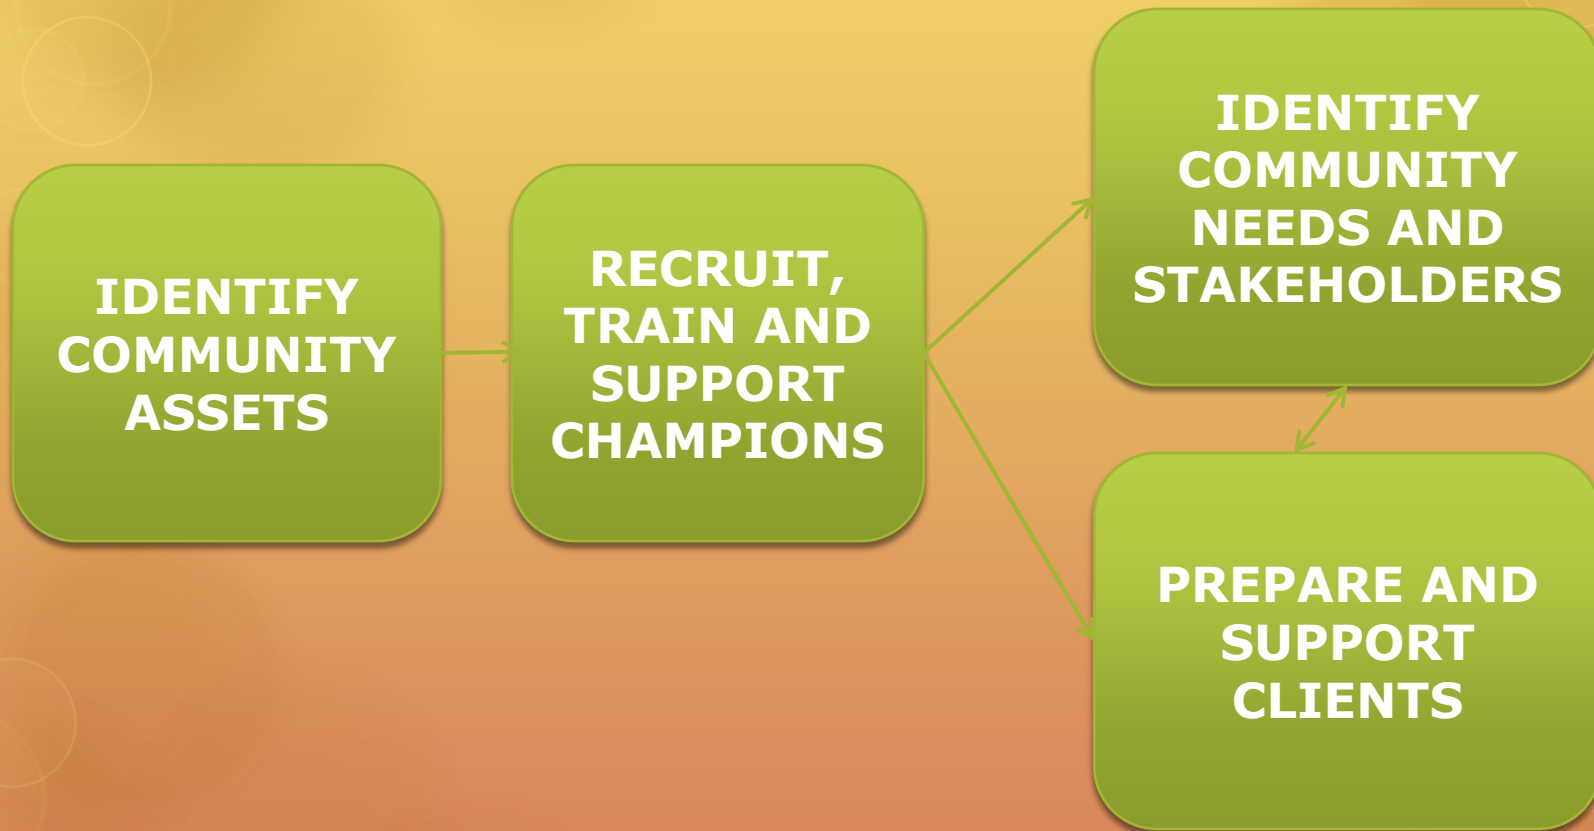 IDENTIFY
COMMUNITY
ASSETS
RECRUIT,
TRAIN AND
SUPPORT
CHAMPIONS
IDENTIFY
COMMUNITY
NEEDS AND
STAKEHOLDERS
PREPARE AND
SUPPORT
CLIENTS